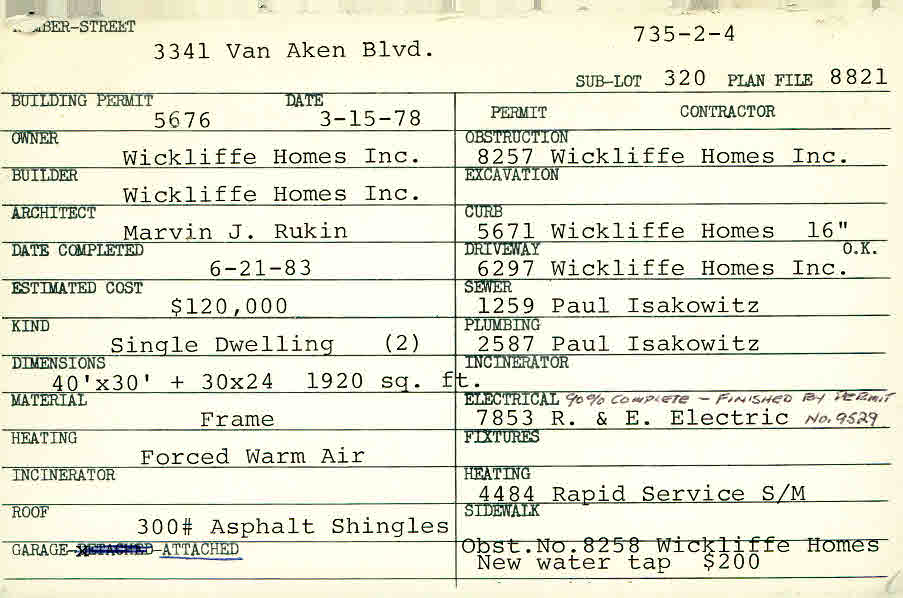 NUMBER-STREET
3341 Van Aken Blvd.
735-2-4
SUB-LOT 320 PLAN FILE 8821
BUILDING PERMIT DATE
5676 3-15-78
OWNER
Wickliffe Homes Inc.
BUILDER
Wickliffe Homes Inc.
ARCHITECT
Marvin J. Rukin
DATE COMPLETED
6-21-83
ESTIMATED COST
$120,000
KIND
Single Dwelling (2)
DIMENSIONS
40'x30' + 30x24 1920 sq. ft.
MATERIAL
Frame
HEATING
Forced Warm Air
INCINERATOR
ROOF
300# Asphalt Shingles
GARAGE-DETACHED-ATTACHED
PERMIT CONTRACTOR
OBSTRUCTION
8257 Wickliffe Homes Inc.
EXCAVATION
CURB
5671 Wickliffe Homes 16"
DRIVEWAY O.K.
6297 Wickliffe Homes Inc.
SEWER
1259 Paul Isakowitz
PLUMBING
2587 Paul Isakowitz
INCINERATOR
ELECTRICAL 90% COMPLETE - FINISHED BY PERMIT
7853 R. & E. Electric No. 9529
FIXTURES
HEATING
4484 Rapid Service S/M
SIDEWALK
Obst.No.8258 Wickliffe Homes
New water tap $200